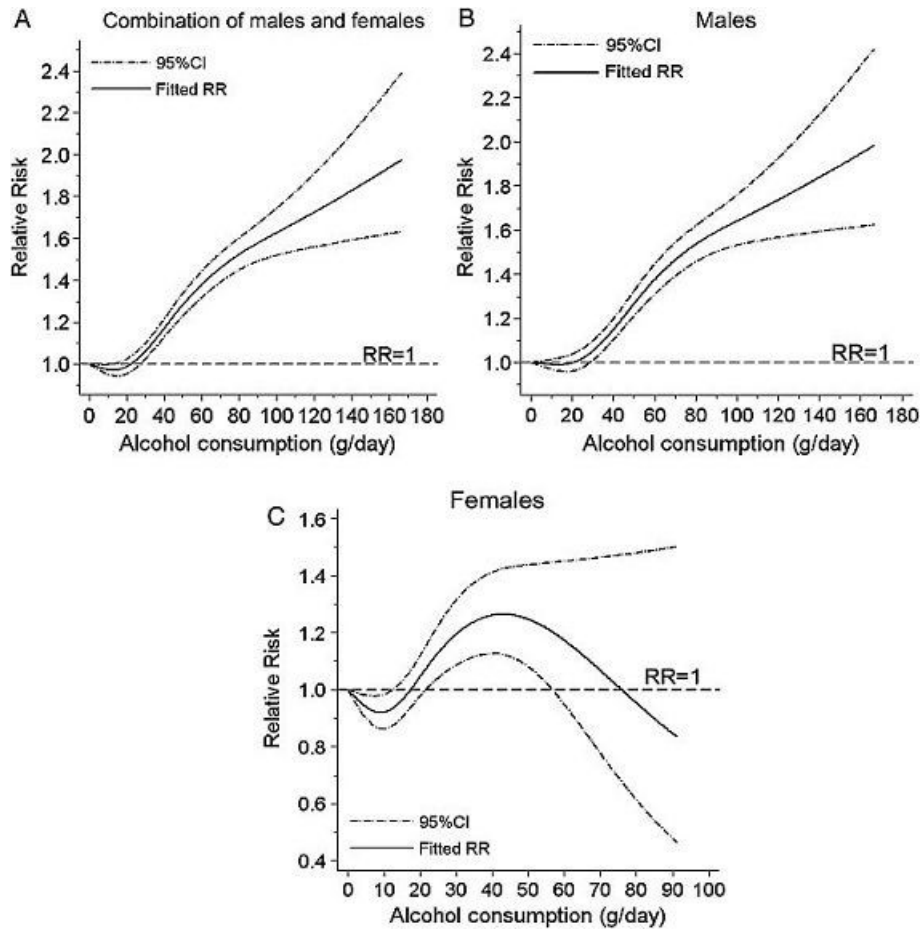 A Combination of males and females
95%CI
Fitted RR
Relative Risk
2.4
2.2
2.0
1.8
1.6
1.4
1.2
1.0
RR=1
0 20 40 60 80 100 120 140 160 180
Alcohol consumption (g/day)
B Males
95%CI
Fitted RR
Relative Risk
2.4
2.2
2.0
1.8
1.6
1.4
1.2
1.0
RR=1
0 20 40 60 80 100 120 140 160 180
Alcohol consumption (g/day)
C Females
1.6
1.4
1.2
1.0
0.8
0.6
0.4
Relative Risk
RR=1
95%CI
Fitted RR
0 10 20 30 40 50 60 70 80 90 100
Alcohol consumption (g/day)